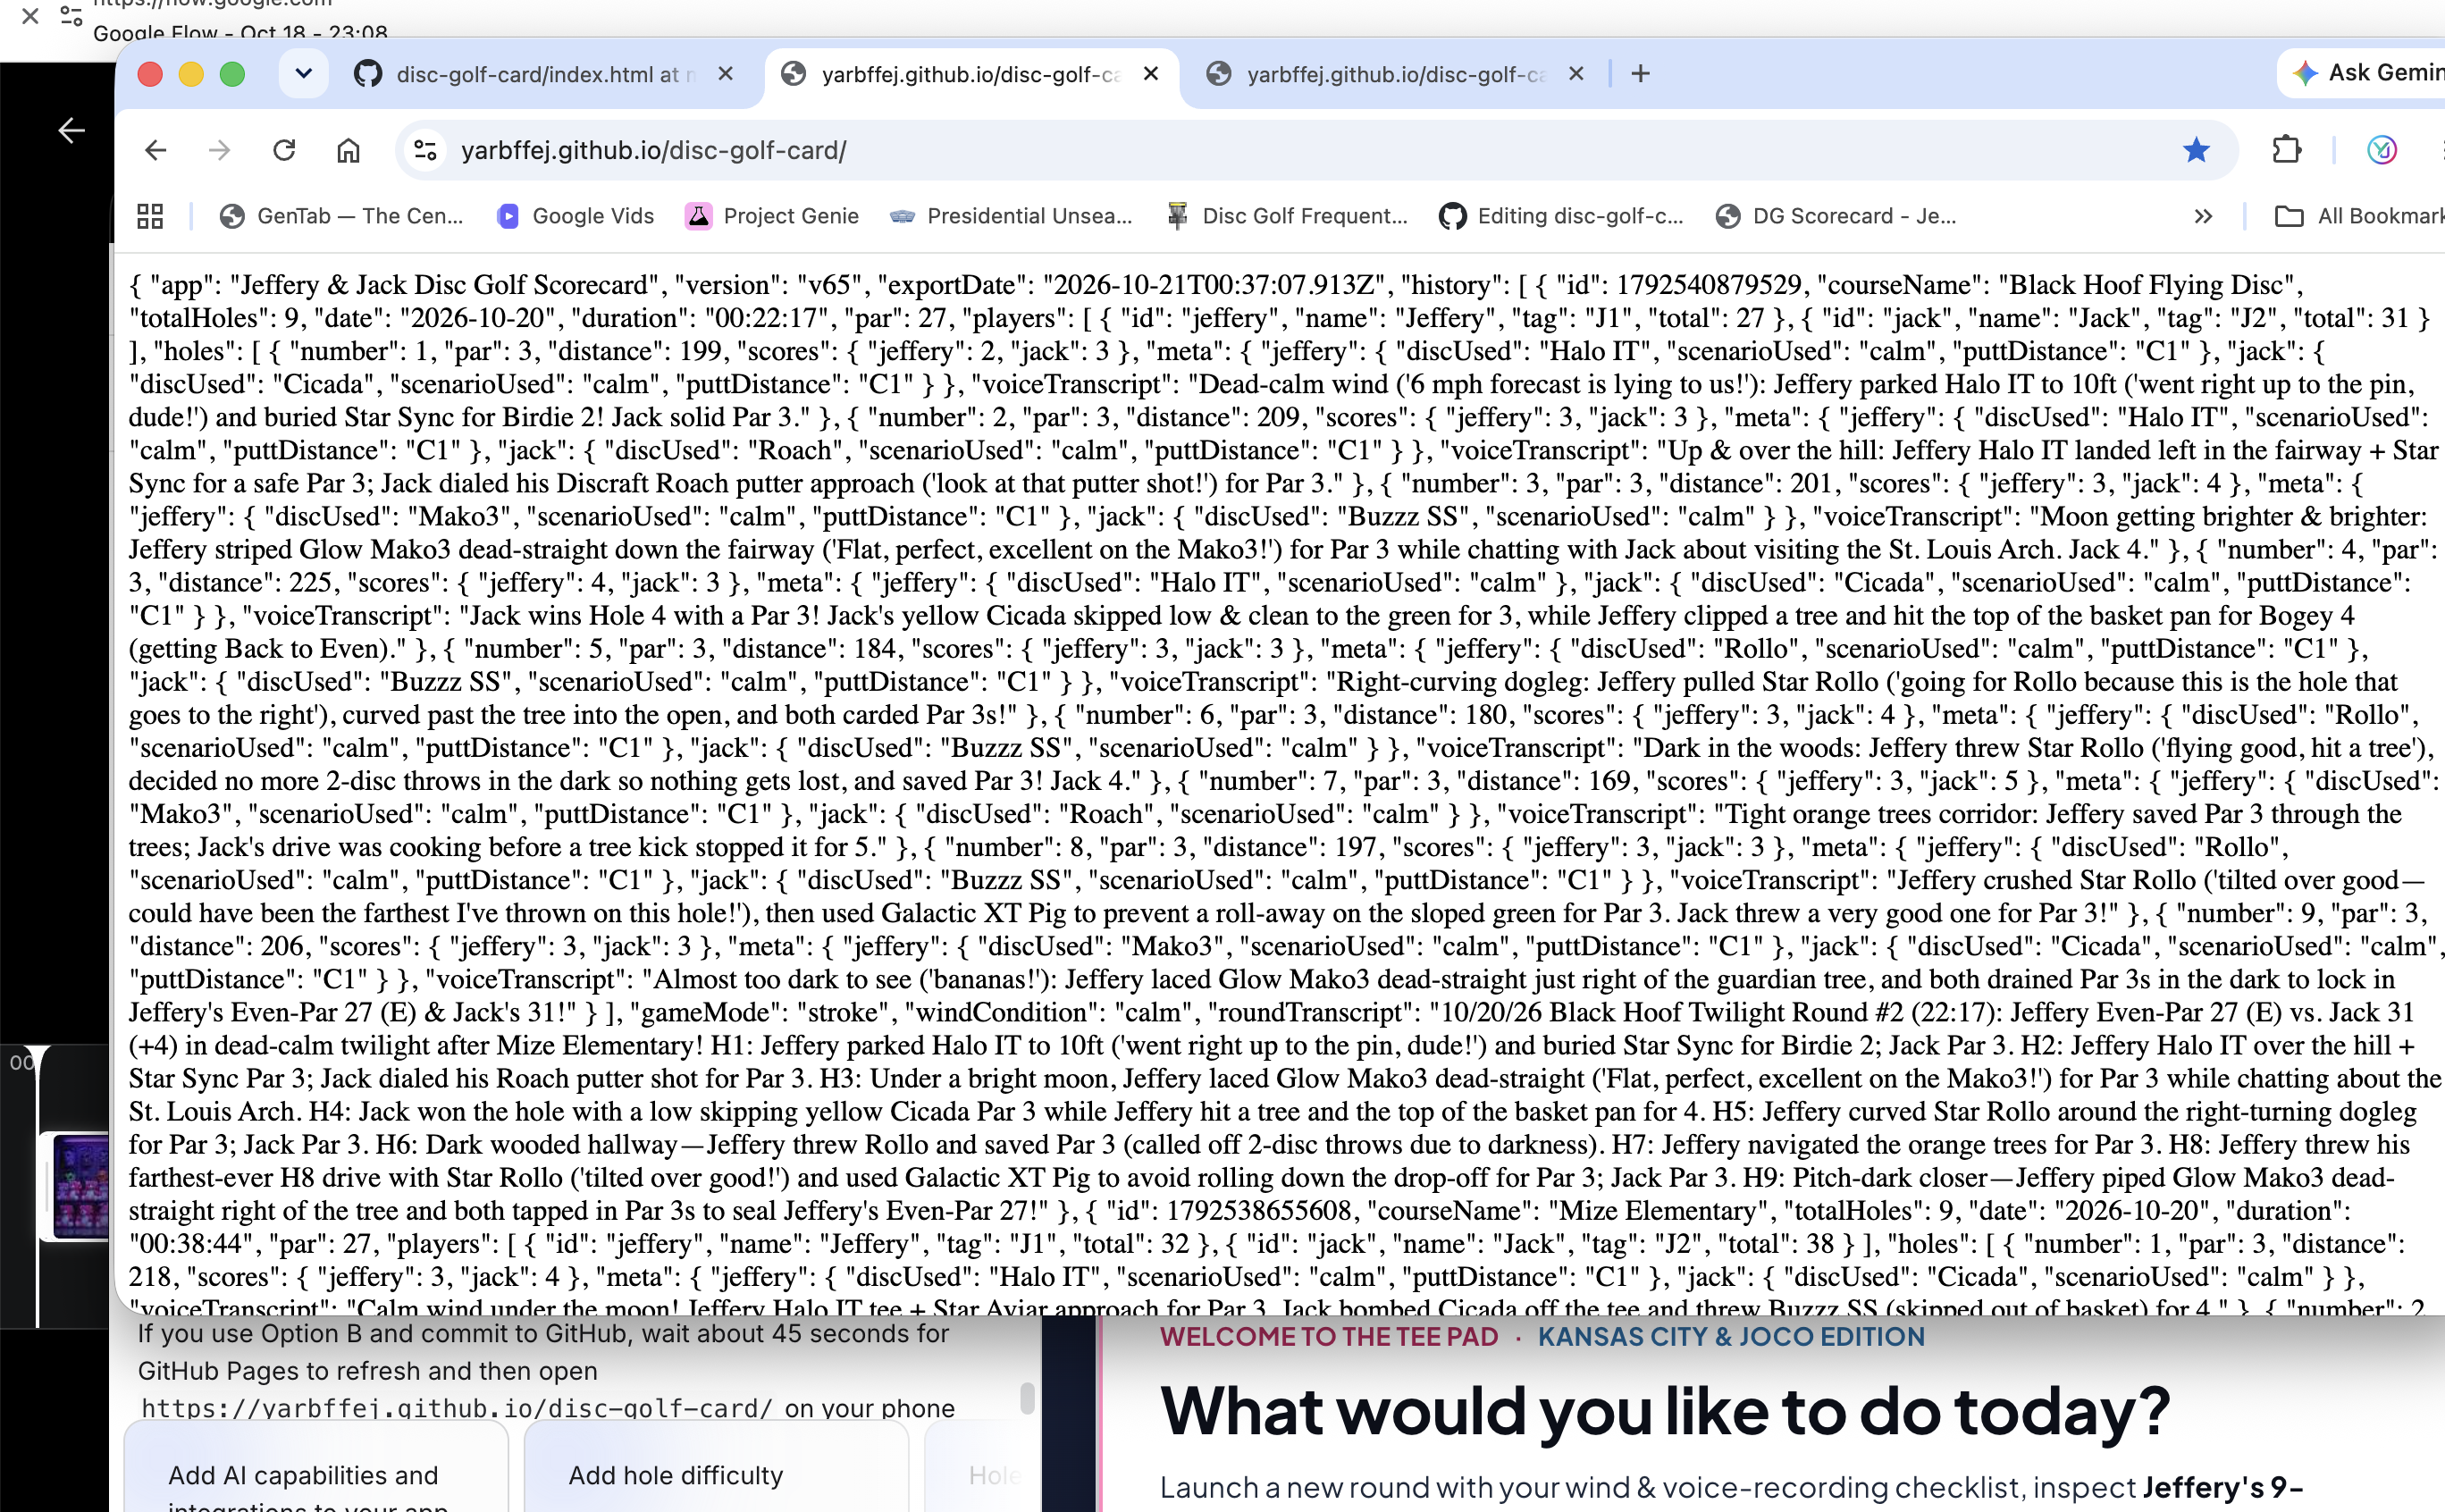 https://flow.google.com
Google Flow - Oct 18 - 23:08
disc-golf-card/index.html at
yarbffej.github.io/disc-golf-ca
yarbffej.github.io/disc-golf-ca
Ask Gemin
yarbffej.github.io/disc-golf-card/
GenTab — The Cen...
Google Vids
Project Genie
Presidential Unsea...
Disc Golf Frequent...
Editing disc-golf-c...
DG Scorecard - Je...
All Bookmark
{ "app": "Jeffery & Jack Disc Golf Scorecard", "version": "v65", "exportDate": "2026-10-21T00:37:07.913Z", "history": [ { "id": 1792540879529, "courseName": "Black Hoof Flying Disc",
"totalHoles": 9, "date": "2026-10-20", "duration": "00:22:17", "par": 27, "players": [ { "id": "jeffery", "name": "Jeffery", "tag": "J1", "total": 27 }, { "id": "jack", "name": "Jack", "tag": "J2", "total": 31 }
], "holes": [ { "number": 1, "par": 3, "distance": 199, "scores": { "jeffery": 2, "jack": 3 }, "meta": { "jeffery": { "discUsed": "Halo IT", "scenarioUsed": "calm", "puttDistance": "C1" }, "jack": {
"discUsed": "Cicada", "scenarioUsed": "calm", "puttDistance": "C1" } }, "voiceTranscript": "Dead-calm wind ('6 mph forecast is lying to us!'): Jeffery parked Halo IT to 10ft ('went right up to the pin,
dude!') and buried Star Sync for Birdie 2! Jack solid Par 3." }, { "number": 2, "par": 3, "distance": 209, "scores": { "jeffery": 3, "jack": 3 }, "meta": { "jeffery": { "discUsed": "Halo IT", "scenarioUsed":
"calm", "puttDistance": "C1" }, "jack": { "discUsed": "Roach", "scenarioUsed": "calm", "puttDistance": "C1" } }, "voiceTranscript": "Up & over the hill: Jeffery Halo IT landed left in the fairway + Star
Sync for a safe Par 3; Jack dialed his Discraft Roach putter approach ('look at that putter shot!') for Par 3." }, { "number": 3, "par": 3, "distance": 201, "scores": { "jeffery": 3, "jack": 4 }, "meta": {
"jeffery": { "discUsed": "Mako3", "scenarioUsed": "calm", "puttDistance": "C1" }, "jack": { "discUsed": "Buzzz SS", "scenarioUsed": "calm" } }, "voiceTranscript": "Moon getting brighter & brighter:
Jeffery striped Glow Mako3 dead-straight down the fairway ('Flat, perfect, excellent on the Mako3!') for Par 3 while chatting with Jack about visiting the St. Louis Arch. Jack 4." }, { "number": 4, "par":
3, "distance": 225, "scores": { "jeffery": 4, "jack": 3 }, "meta": { "jeffery": { "discUsed": "Halo IT", "scenarioUsed": "calm" }, "jack": { "discUsed": "Cicada", "scenarioUsed": "calm", "puttDistance":
"C1" } }, "voiceTranscript": "Jack wins Hole 4 with a Par 3! Jack's yellow Cicada skipped low & clean to the green for 3, while Jeffery clipped a tree and hit the top of the basket pan for Bogey 4
(getting Back to Even)." }, { "number": 5, "par": 3, "distance": 184, "scores": { "jeffery": 3, "jack": 3 }, "meta": { "jeffery": { "discUsed": "Rollo", "scenarioUsed": "calm", "puttDistance": "C1" },
"jack": { "discUsed": "Buzzz SS", "scenarioUsed": "calm", "puttDistance": "C1" } }, "voiceTranscript": "Right-curving dogleg: Jeffery pulled Star Rollo ('going for Rollo because this is the hole that
goes to the right'), curved past the tree into the open, and both carded Par 3s!" }, { "number": 6, "par": 3, "distance": 180, "scores": { "jeffery": 3, "jack": 4 }, "meta": { "jeffery": { "discUsed": "Rollo",
"scenarioUsed": "calm", "puttDistance": "C1" }, "jack": { "discUsed": "Buzzz SS", "scenarioUsed": "calm" } }, "voiceTranscript": "Dark in the woods: Jeffery threw Star Rollo ('flying good, hit a tree'),
decided no more 2-disc throws in the dark so nothing gets lost, and saved Par 3! Jack 4." }, { "number": 7, "par": 3, "distance": 169, "scores": { "jeffery": 3, "jack": 5 }, "meta": { "jeffery": { "discUsed":
"Mako3", "scenarioUsed": "calm", "puttDistance": "C1" }, "jack": { "discUsed": "Roach", "scenarioUsed": "calm" } }, "voiceTranscript": "Tight orange trees corridor: Jeffery saved Par 3 through the
trees; Jack's drive was cooking before a tree kick stopped it for 5." }, { "number": 8, "par": 3, "distance": 197, "scores": { "jeffery": 3, "jack": 3 }, "meta": { "jeffery": { "discUsed": "Rollo",
"scenarioUsed": "calm", "puttDistance": "C1" }, "jack": { "discUsed": "Buzzz SS", "scenarioUsed": "calm", "puttDistance": "C1" } }, "voiceTranscript": "Jeffery crushed Star Rollo ('tilted over good—
could have been the farthest I've thrown on this hole!'), then used Galactic XT Pig to prevent a roll-away on the sloped green for Par 3. Jack threw a very good one for Par 3!" }, { "number": 9, "par": 3,
"distance": 206, "scores": { "jeffery": 3, "jack": 3 }, "meta": { "jeffery": { "discUsed": "Mako3", "scenarioUsed": "calm", "puttDistance": "C1" }, "jack": { "discUsed": "Cicada", "scenarioUsed": "calm",
"puttDistance": "C1" } }, "voiceTranscript": "Almost too dark to see ('bananas!'): Jeffery laced Glow Mako3 dead-straight just right of the guardian tree, and both drained Par 3s in the dark to lock in
Jeffery's Even-Par 27 (E) & Jack's 31!" } ], "gameMode": "stroke", "windCondition": "calm", "roundTranscript": "10/20/26 Black Hoof Twilight Round #2 (22:17): Jeffery Even-Par 27 (E) vs. Jack 31
(+4) in dead-calm twilight after Mize Elementary! H1: Jeffery parked Halo IT to 10ft ('went right up to the pin, dude!') and buried Star Sync for Birdie 2; Jack Par 3. H2: Jeffery Halo IT over the hill +
Star Sync Par 3; Jack dialed his Roach putter shot for Par 3. H3: Under a bright moon, Jeffery laced Glow Mako3 dead-straight ('Flat, perfect, excellent on the Mako3!') for Par 3 while chatting about the
St. Louis Arch. H4: Jack won the hole with a low skipping yellow Cicada Par 3 while Jeffery hit a tree and the top of the basket pan for 4. H5: Jeffery curved Star Rollo around the right-turning dogleg
for Par 3; Jack Par 3. H6: Dark wooded hallway—Jeffery threw Rollo and saved Par 3 (called off 2-disc throws due to darkness). H7: Jeffery navigated the orange trees for Par 3. H8: Jeffery threw his
farthest-ever H8 drive with Star Rollo ('tilted over good!') and used Galactic XT Pig to avoid rolling down the drop-off for Par 3; Jack Par 3. H9: Pitch-dark closer—Jeffery piped Glow Mako3 dead-
straight right of the tree and both tapped in Par 3s to seal Jeffery's Even-Par 27!" }, { "id": 1792538655608, "courseName": "Mize Elementary", "totalHoles": 9, "date": "2026-10-20", "duration":
"00:38:44", "par": 27, "players": [ { "id": "jeffery", "name": "Jeffery", "tag": "J1", "total": 32 }, { "id": "jack", "name": "Jack", "tag": "J2", "total": 38 } ], "holes": [ { "number": 1, "par": 3, "distance":
218, "scores": { "jeffery": 3, "jack": 4 }, "meta": { "jeffery": { "discUsed": "Halo IT", "scenarioUsed": "calm", "puttDistance": "C1" }, "jack": { "discUsed": "Cicada", "scenarioUsed": "calm" } },
"voiceTranscript": "Calm wind under the moon! Jeffery Halo IT tee + Star Aviar approach for Par 3. Jack bombed Cicada off the tee and threw Buzzz SS (skipped out of basket) for 4." }, { "number": 2,
00
If you use Option B and commit to GitHub, wait about 45 seconds for
GitHub Pages to refresh and then open
https://yarbffej.github.io/disc-golf-card/ on your phone
Add AI capabilities and
integrations to your app
Add hole difficulty
Hole
WELCOME TO THE TEE PAD · KANSAS CITY & JOCO EDITION
What would you like to do today?
Launch a new round with your wind & voice-recording checklist, inspect Jeffery's 9-